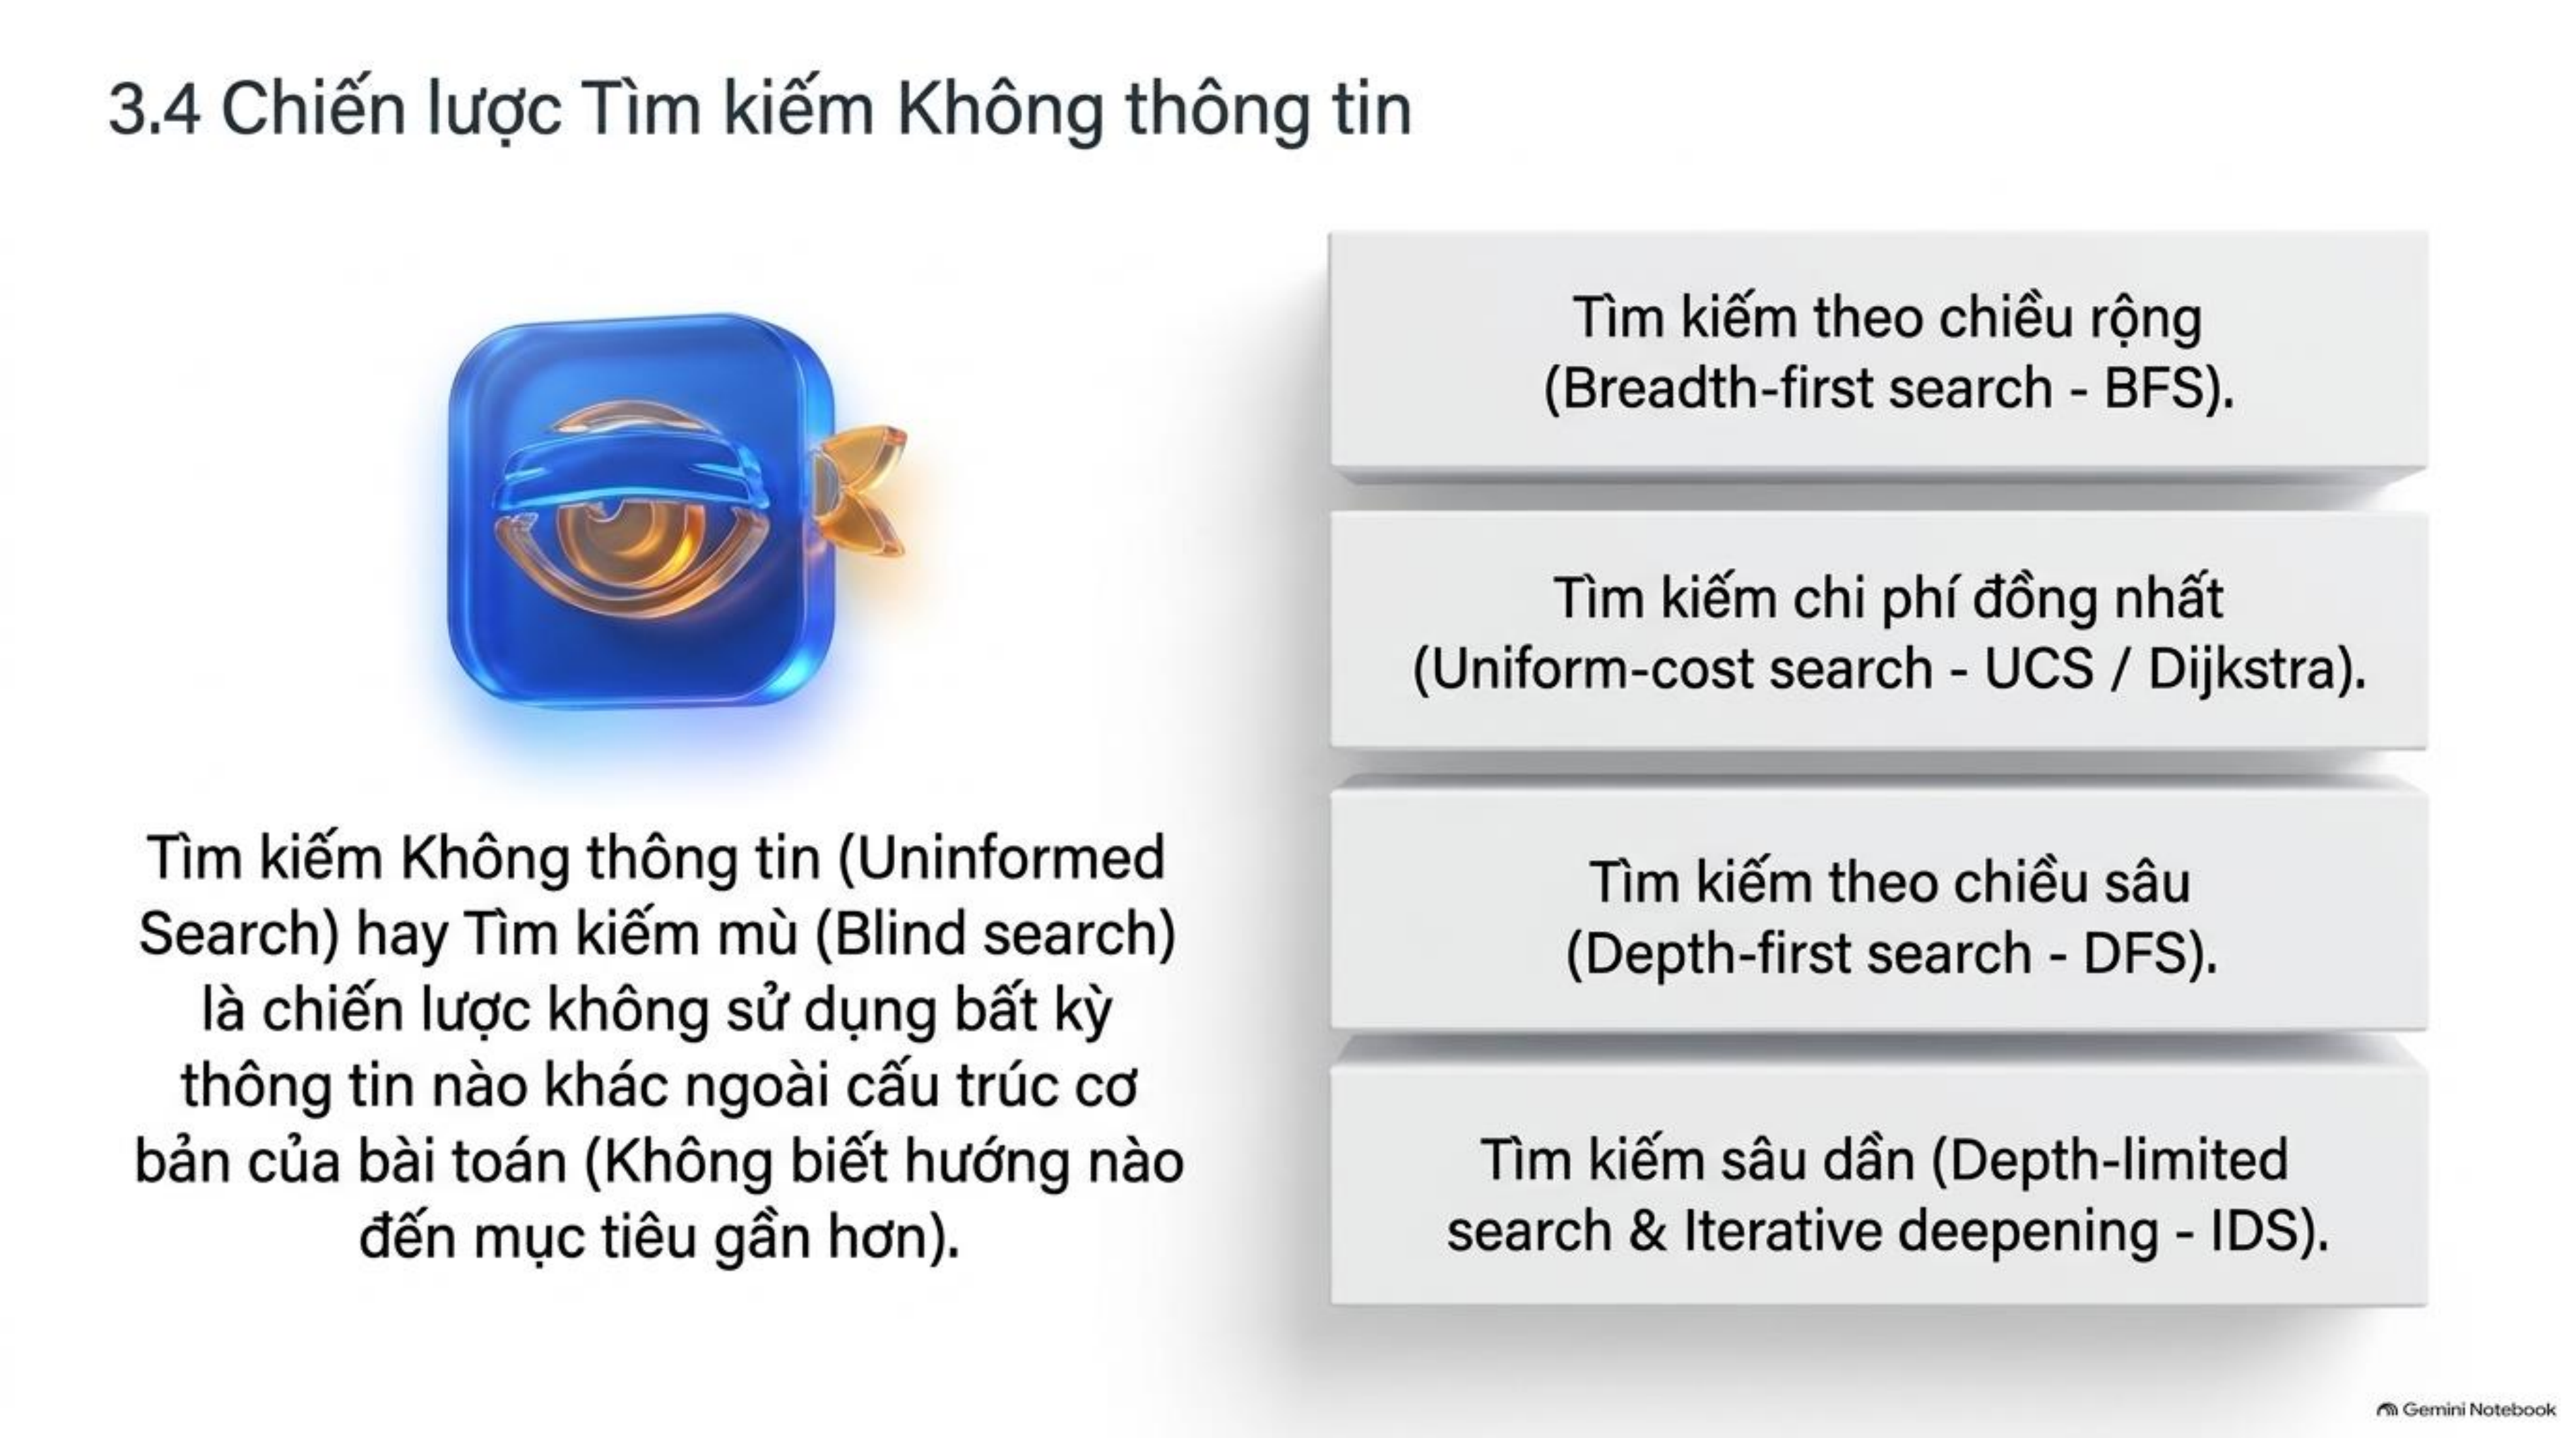 3.4 Chiến lược Tìm kiếm Không thông tin
Tìm kiếm Không thông tin (Uninformed
Search) hay Tìm kiếm mù (Blind search)
là chiến lược không sử dụng bất kỳ
thông tin nào khác ngoài cấu trúc cơ
bản của bài toán (Không biết hướng nào
đến mục tiêu gần hơn).
Tìm kiếm theo chiều rộng
(Breadth-first search - BFS).
Tìm kiếm chi phí đồng nhất
(Uniform-cost search - UCS / Dijkstra).
Tìm kiếm theo chiều sâu
(Depth-first search - DFS).
Tìm kiếm sâu dần (Depth-limited
search & Iterative deepening - IDS).
Gemini Notebook